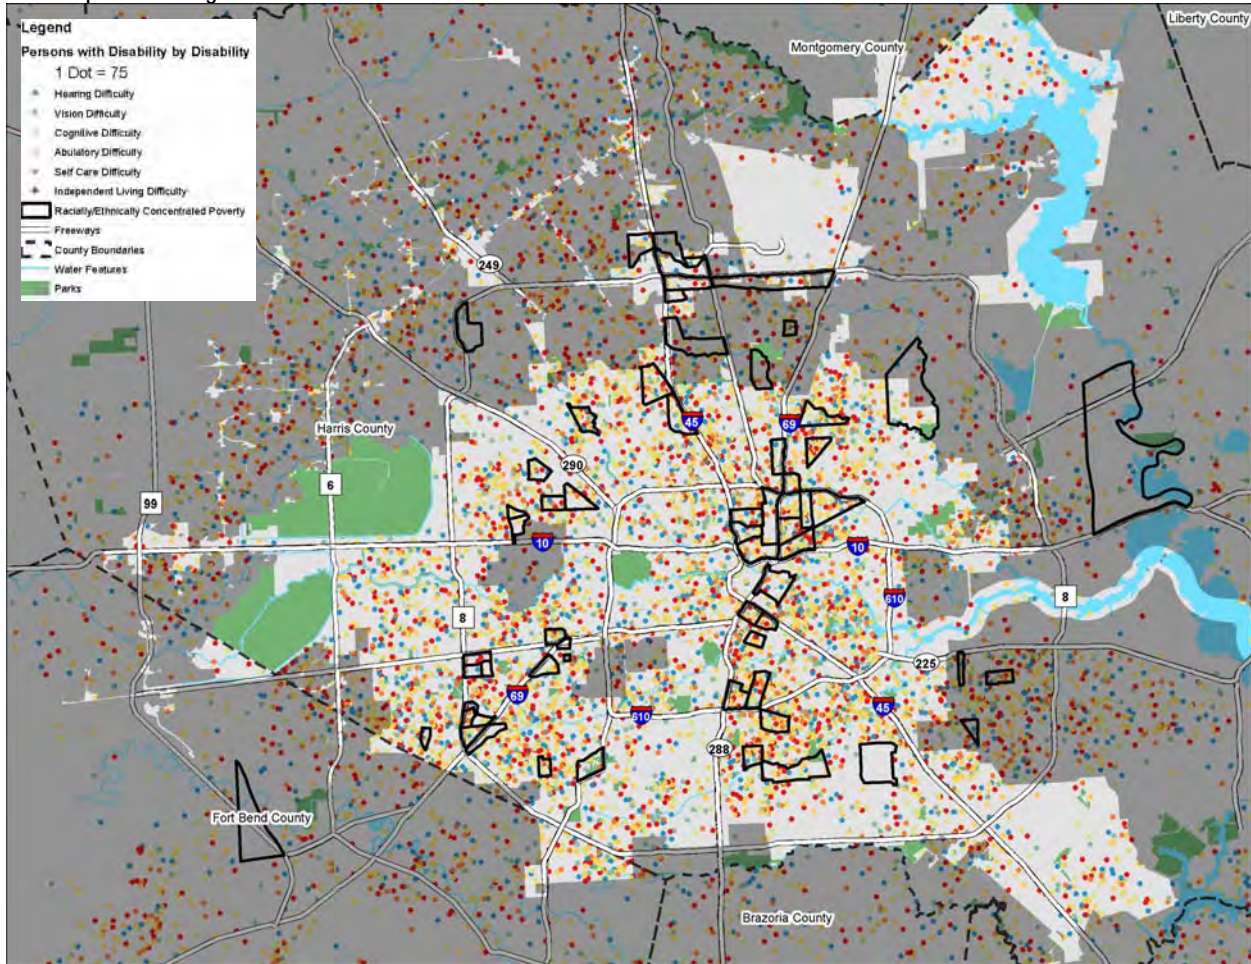 Legend
Persons with Disability by Disability
1 Dot = 75
Hearing Difficulty
Vision Difficulty
Cognitive Difficulty
Abulatory Difficulty
Self Care Difficulty
Independent Living Difficulty
Racially/Ethnically Concentrated Poverty
Freeways
County Boundaries
Water Features
Parks
Liberty County
Montgomery County
249
Harris County
45
69
290
6
99
10
10
8
610
8
225
69
610
45
288
Fort Bend County
Brazoria County